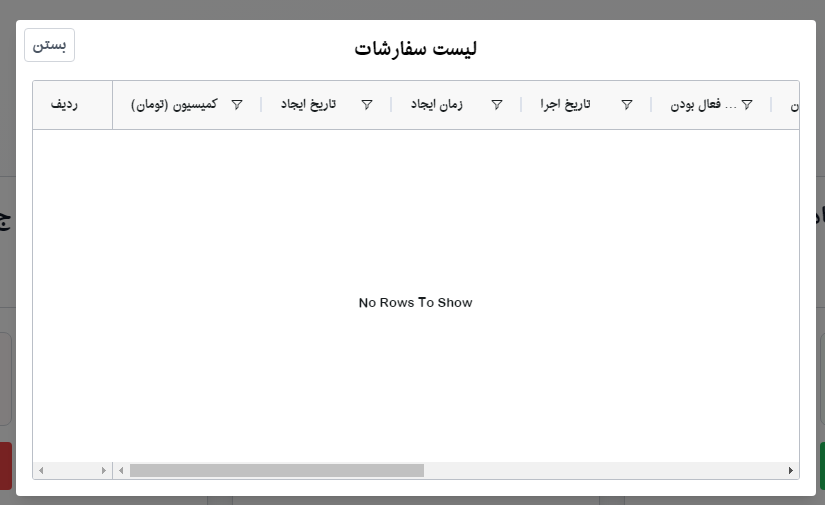 بستن
لیست سفارشات
ردیف
کمیسیون (تومان)
تاریخ ایجاد
زمان ایجاد
تاریخ اجرا
فعال بودن ...
No Rows To Show